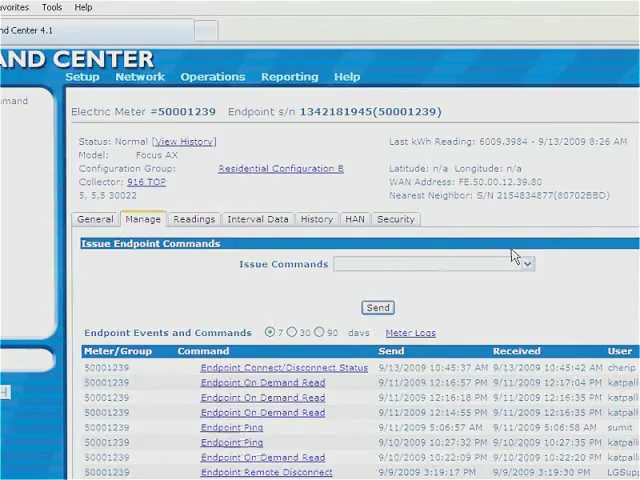 avorites Tools Help
nd Center 4.1
AND CENTER
Setup Network Operations Reporting Help
mmand
Electric Meter #50001239 Endpoint s/n 1342181945(50001239)
Status: Normal [View History] Last kWh Reading: 6009.3984 - 9/13/2009 8:26 AM
Model: Focus AX
Configuration Group: Residential Configuration B Latitude: n/a Longitude: n/a
Collector: 916 TOP WAN Address: FE.50.00.12.39.80
5, 5,5 30022 Nearest Neighbor: S/N 2154834877(80702BBD)
General Manage Readings Interval Data History HAN Security
Issue Endpoint Commands
Issue Commands
Send
Endpoint Events and Commands 7 30 90 days Meter Logs
Meter/Group Command Send Received User
50001239 Endpoint Connect/Disconnect Status 9/13/2009 10:45:37 AM 9/13/2009 10:45:42 AM cherip
50001239 Endpoint On Demand Read 9/11/2009 12:16:57 PM 9/11/2009 12:17:04 PM katpall
50001239 Endpoint On Demand Read 9/11/2009 12:16:18 PM 9/11/2009 12:16:35 PM katpall
50001239 Endpoint On Demand Read 9/11/2009 12:14:55 PM 9/11/2009 12:16:35 PM katpall
50001239 Endpoint Ping 9/11/2009 5:06:57 AM 9/11/2009 5:06:58 AM sumit
50001239 Endpoint Ping 9/10/2009 10:27:32 PM 9/10/2009 10:27:35 PM katpall
50001239 Endpoint On Demand Read 9/10/2009 10:22:09 PM 9/10/2009 10:22:16 PM katpall
50001239 Endpoint Remote Disconnect 9/9/2009 3:19:17 PM 9/9/2009 3:19:30 PM LGSupp